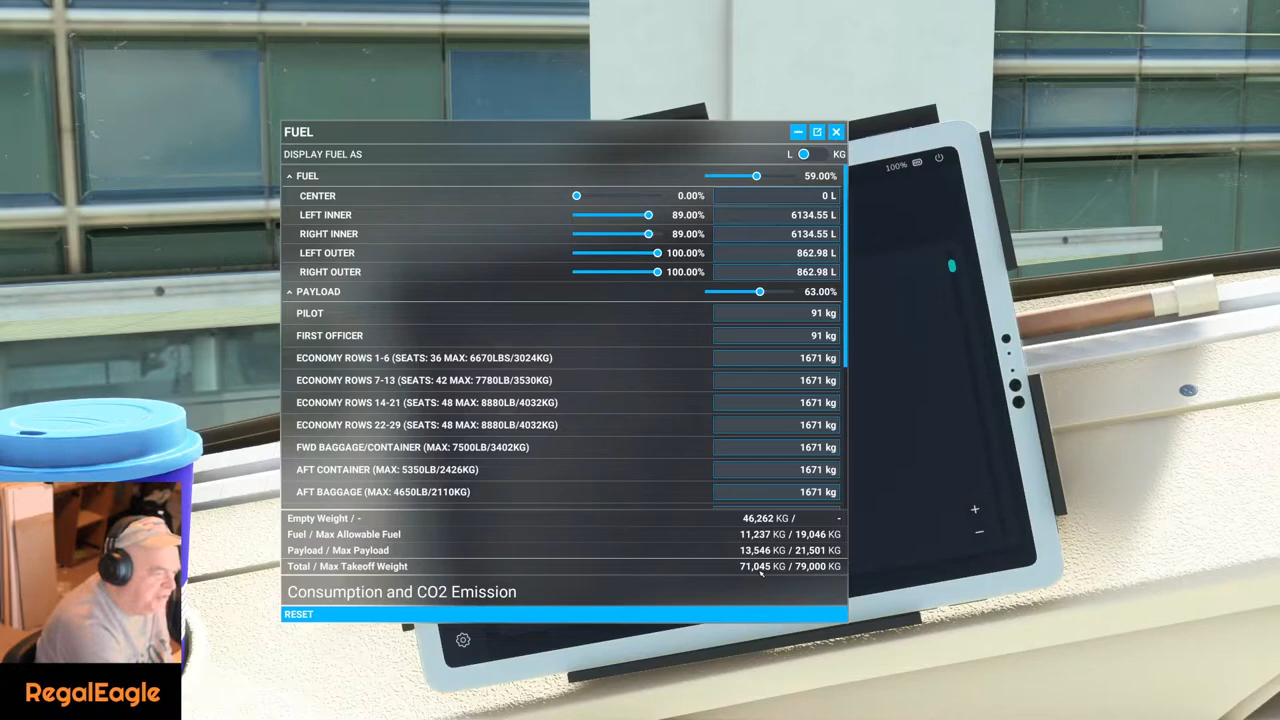 FUEL
DISPLAY FUEL AS L KG
FUEL 59.00%
CENTER 0.00% 0 L
LEFT INNER 89.00% 6134.55 L
RIGHT INNER 89.00% 6134.55 L
LEFT OUTER 100.00% 862.98 L
RIGHT OUTER 100.00% 862.98 L
PAYLOAD 63.00%
PILOT 91 kg
FIRST OFFICER 91 kg
ECONOMY ROWS 1-6 (SEATS: 36 MAX: 6670LBS/3024KG) 1671 kg
ECONOMY ROWS 7-13 (SEATS: 42 MAX: 7780LB/3530KG) 1671 kg
ECONOMY ROWS 14-21 (SEATS: 48 MAX: 8880LB/4032KG) 1671 kg
ECONOMY ROWS 22-29 (SEATS: 48 MAX: 8880LB/4032KG) 1671 kg
FWD BAGGAGE/CONTAINER (MAX: 7500LB/3402KG) 1671 kg
AFT CONTAINER (MAX: 5350LB/2426KG) 1671 kg
AFT BAGGAGE (MAX: 4650LB/2110KG) 1671 kg
Empty Weight / - 46,262 KG / -
Fuel / Max Allowable Fuel 11,237 KG / 19,046 KG
Payload / Max Payload 13,546 KG / 21,501 KG
Total / Max Takeoff Weight 71,045 KG / 79,000 KG
Consumption and CO2 Emission
RESET
100%
RegalEagle